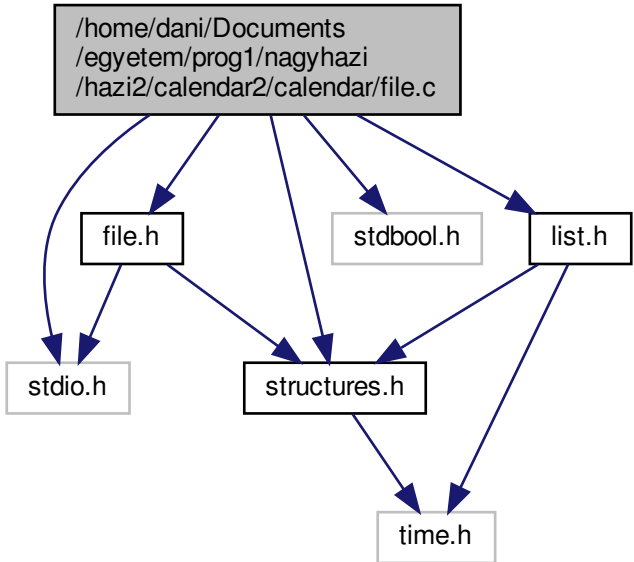 /home/dani/Documents
/egyetem/prog1/nagyhazi
/hazi2/calendar2/calendar/file.c
file.h
stdbool.h
list.h
stdio.h
structures.h
time.h